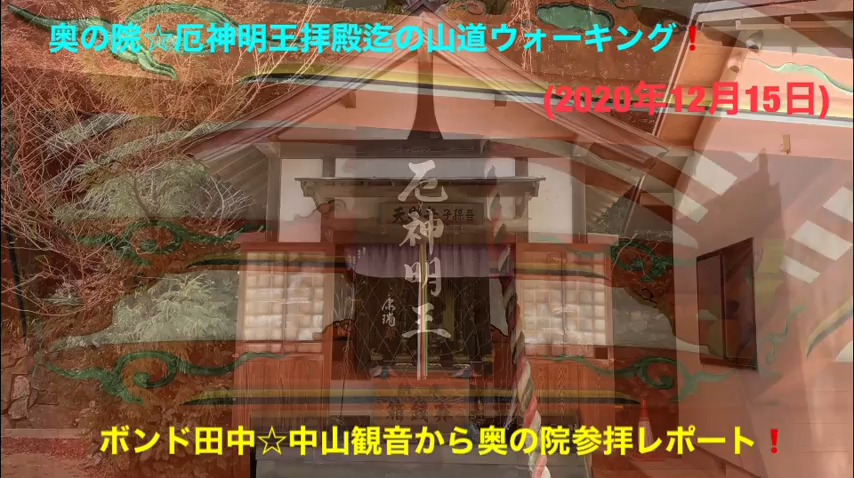 奥の院☆厄神明王拝殿迄の山道ウォーキング❗
(2020年12月15日)
厄神明王
ボンド田中☆中山観音から奥の院参拝レポート❗